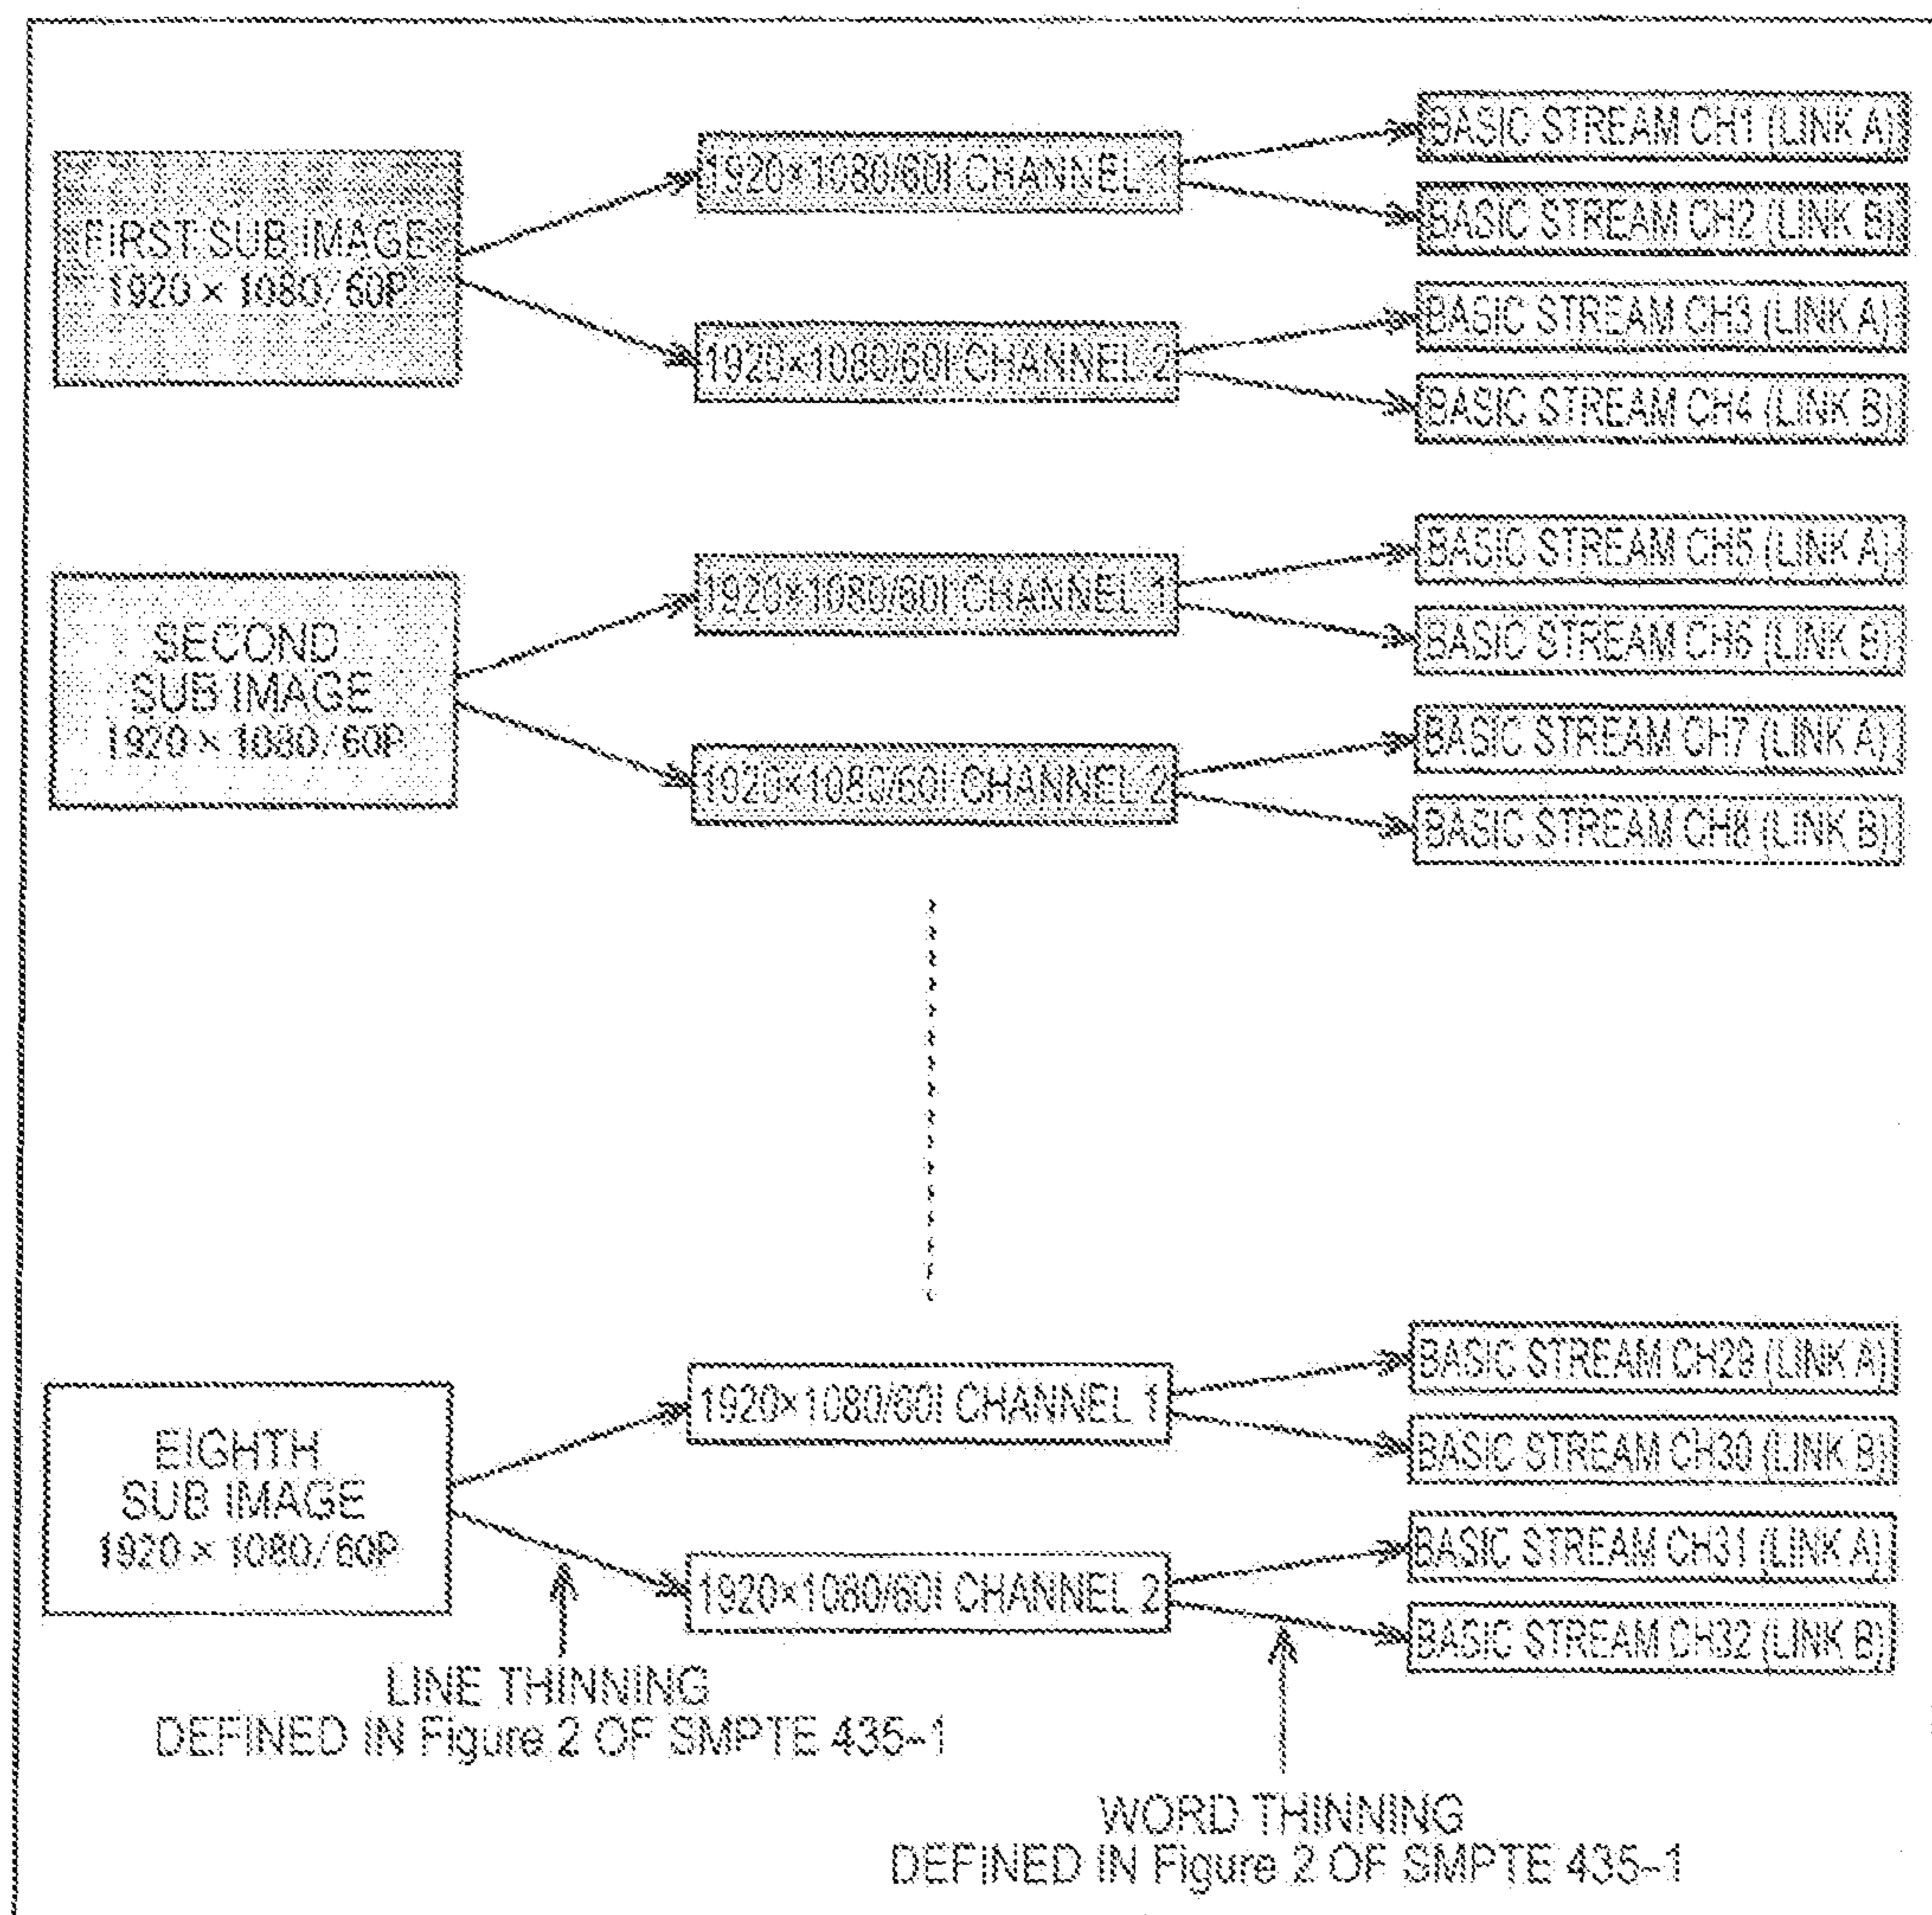 FIRST SUB IMAGE
1920 × 1080/60P
1920×1080/60I CHANNEL 1
1920×1080/60I CHANNEL 2
BASIC STREAM CH1 (LINK A)
BASIC STREAM CH2 (LINK B)
BASIC STREAM CH3 (LINK A)
BASIC STREAM CH4 (LINK B)
SECOND
SUB IMAGE
1920 × 1080/60P
1920×1080/60I CHANNEL 1
1920×1080/60I CHANNEL 2
BASIC STREAM CH5 (LINK A)
BASIC STREAM CH6 (LINK B)
BASIC STREAM CH7 (LINK A)
BASIC STREAM CH8 (LINK B)
EIGHTH
SUB IMAGE
1920 × 1080/60P
1920×1080/60I CHANNEL 1
1920×1080/60I CHANNEL 2
BASIC STREAM CH29 (LINK A)
BASIC STREAM CH30 (LINK B)
BASIC STREAM CH31 (LINK A)
BASIC STREAM CH32 (LINK B)
LINE THINNING
DEFINED IN Figure 2 OF SMPTE 435-1
WORD THINNING
DEFINED IN Figure 2 OF SMPTE 435-1